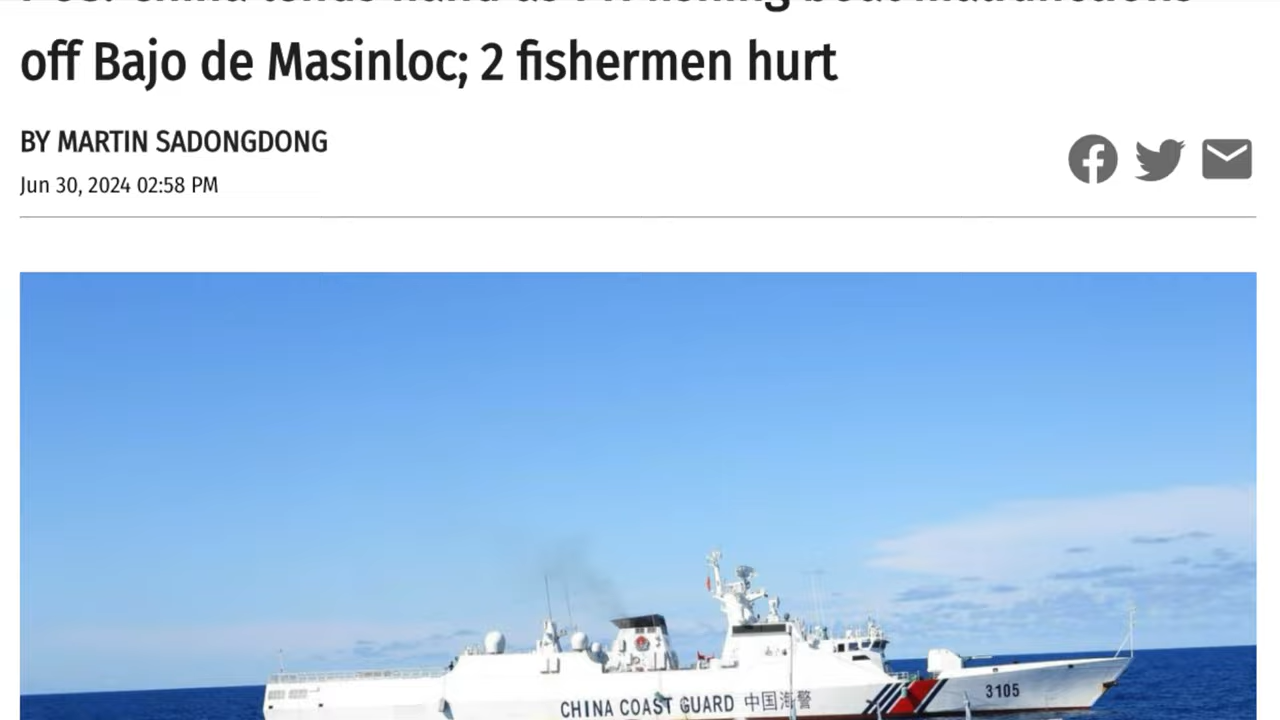 off Bajo de Masinloc; 2 fishermen hurt
BY MARTIN SADONGDONG
Jun 30, 2024 02:58 PM
CHINA COAST GUARD 中国海警
3105